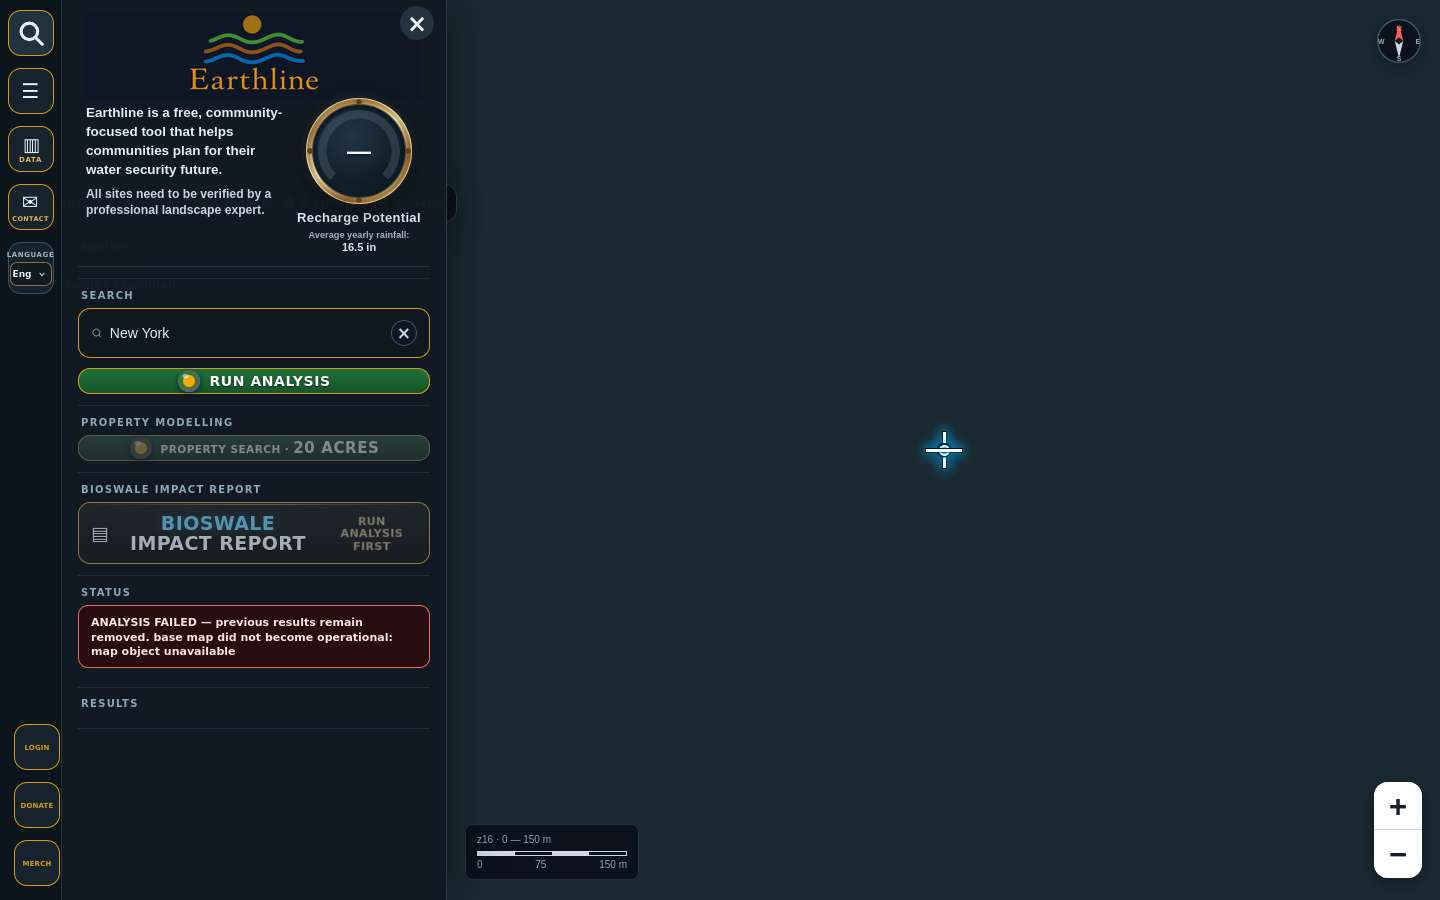 Earthline
Earthline is a free, community-
focused tool that helps
communities plan for their
water security future.
All sites need to be verified by a
professional landscape expert.
—
Recharge Potential
Average yearly rainfall:
16.5 in
☰
DATA
CONTACT
LANGUAGE
Eng
SEARCH
New York
RUN ANALYSIS
PROPERTY MODELLING
PROPERTY SEARCH · 20 ACRES
BIOSWALE IMPACT REPORT
BIOSWALE
IMPACT REPORT
RUN
ANALYSIS
FIRST
STATUS
ANALYSIS FAILED — previous results remain
removed. base map did not become operational:
map object unavailable
RESULTS
LOGIN
DONATE
MERCH
N
W
E
S
z16 · 0 — 150 m
0 75 150 m
+
−